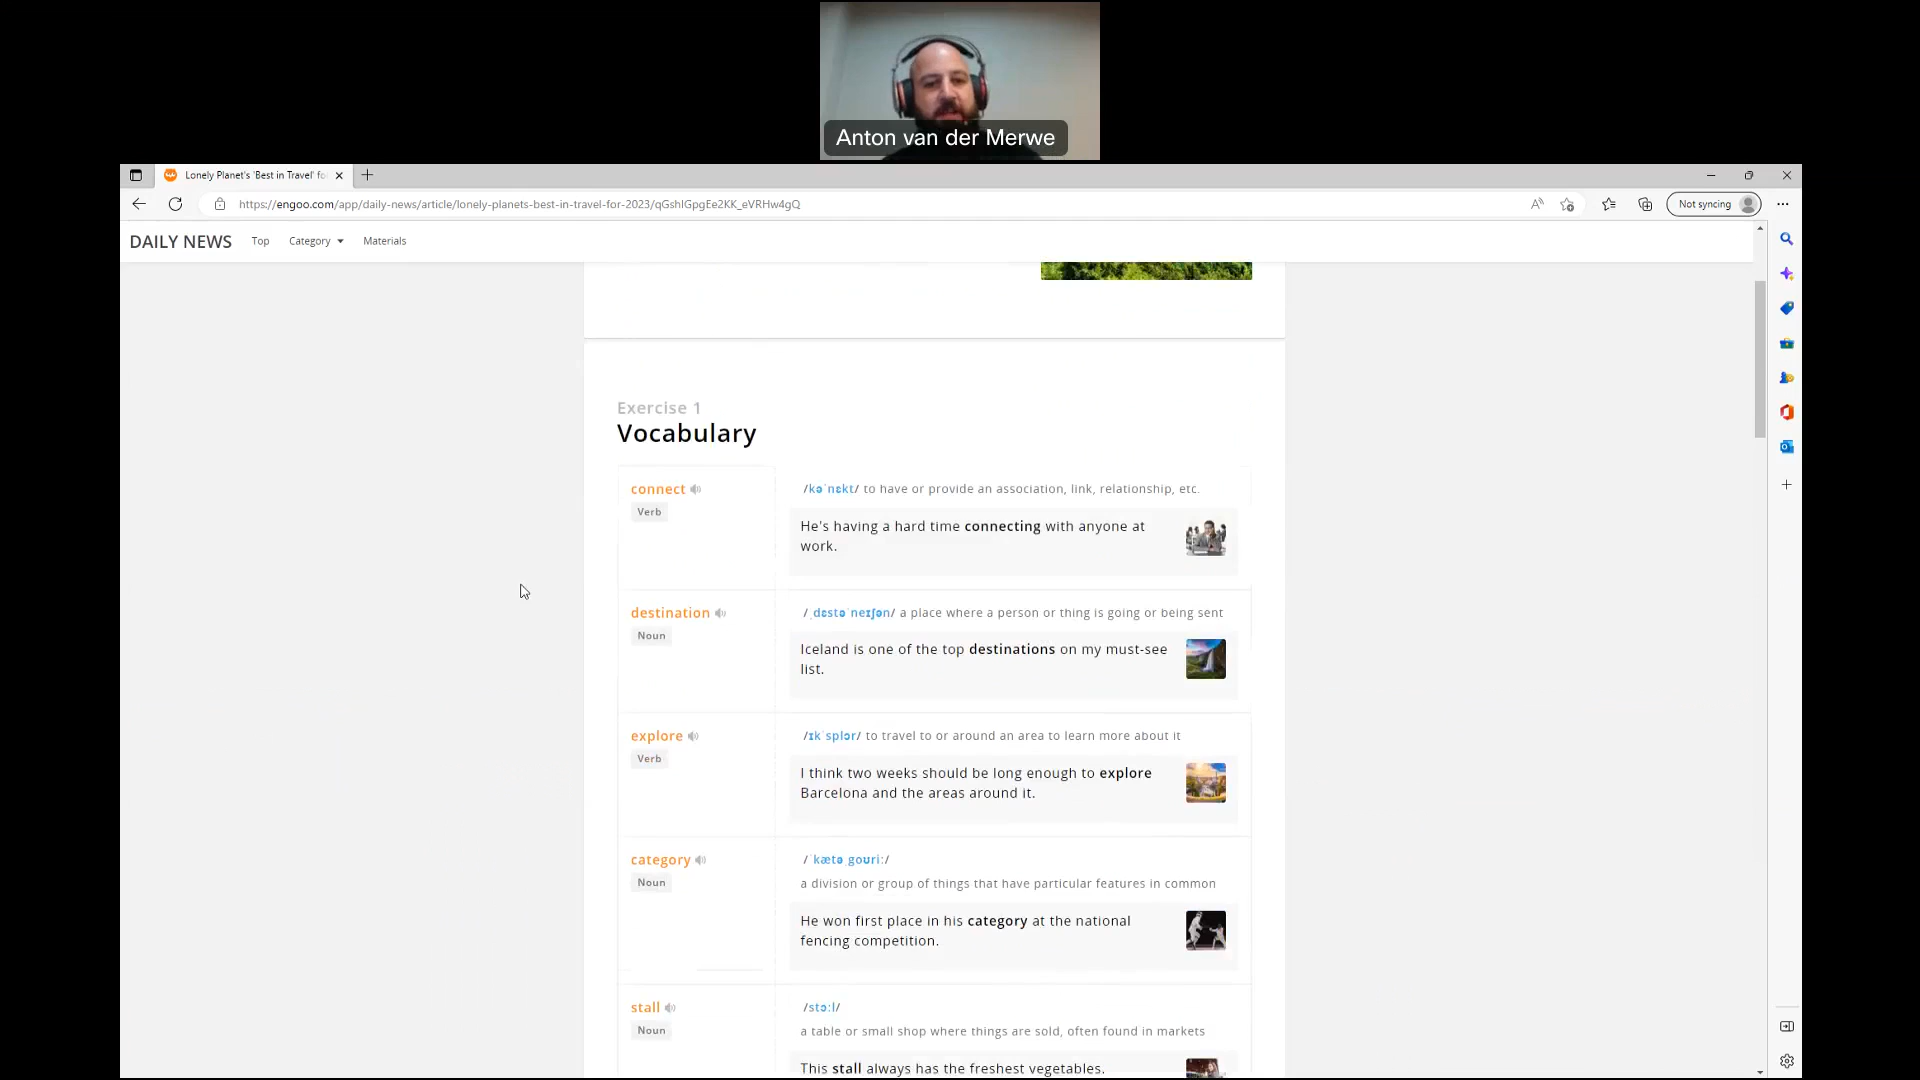 Anton van der Merwe
Lonely Planet's 'Best in Travel' fo
https://engoo.com/app/daily-news/article/lonely-planets-best-in-travel-for-2023/qGshIGpgEe2KK_eVRHw4gQ
Not syncing
DAILY NEWS Top Category Materials
Exercise 1
Vocabulary
connect
Verb
/kəˈnɛkt/ to have or provide an association, link, relationship, etc.
He's having a hard time connecting with anyone at
work.
destination
Noun
/ˌdɛstəˈneɪʃən/ a place where a person or thing is going or being sent
Iceland is one of the top destinations on my must-see
list.
explore
Verb
/ɪkˈsplɔr/ to travel to or around an area to learn more about it
I think two weeks should be long enough to explore
Barcelona and the areas around it.
category
Noun
/ˈkætəˌgoʊriː/
a division or group of things that have particular features in common
He won first place in his category at the national
fencing competition.
stall
Noun
/stɔːl/
a table or small shop where things are sold, often found in markets
This stall always has the freshest vegetables.